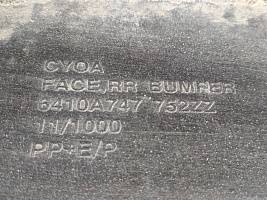 CYOA
FACE,RR BUMPER
6410A747 752ZZ
11/1000
PP+E/P